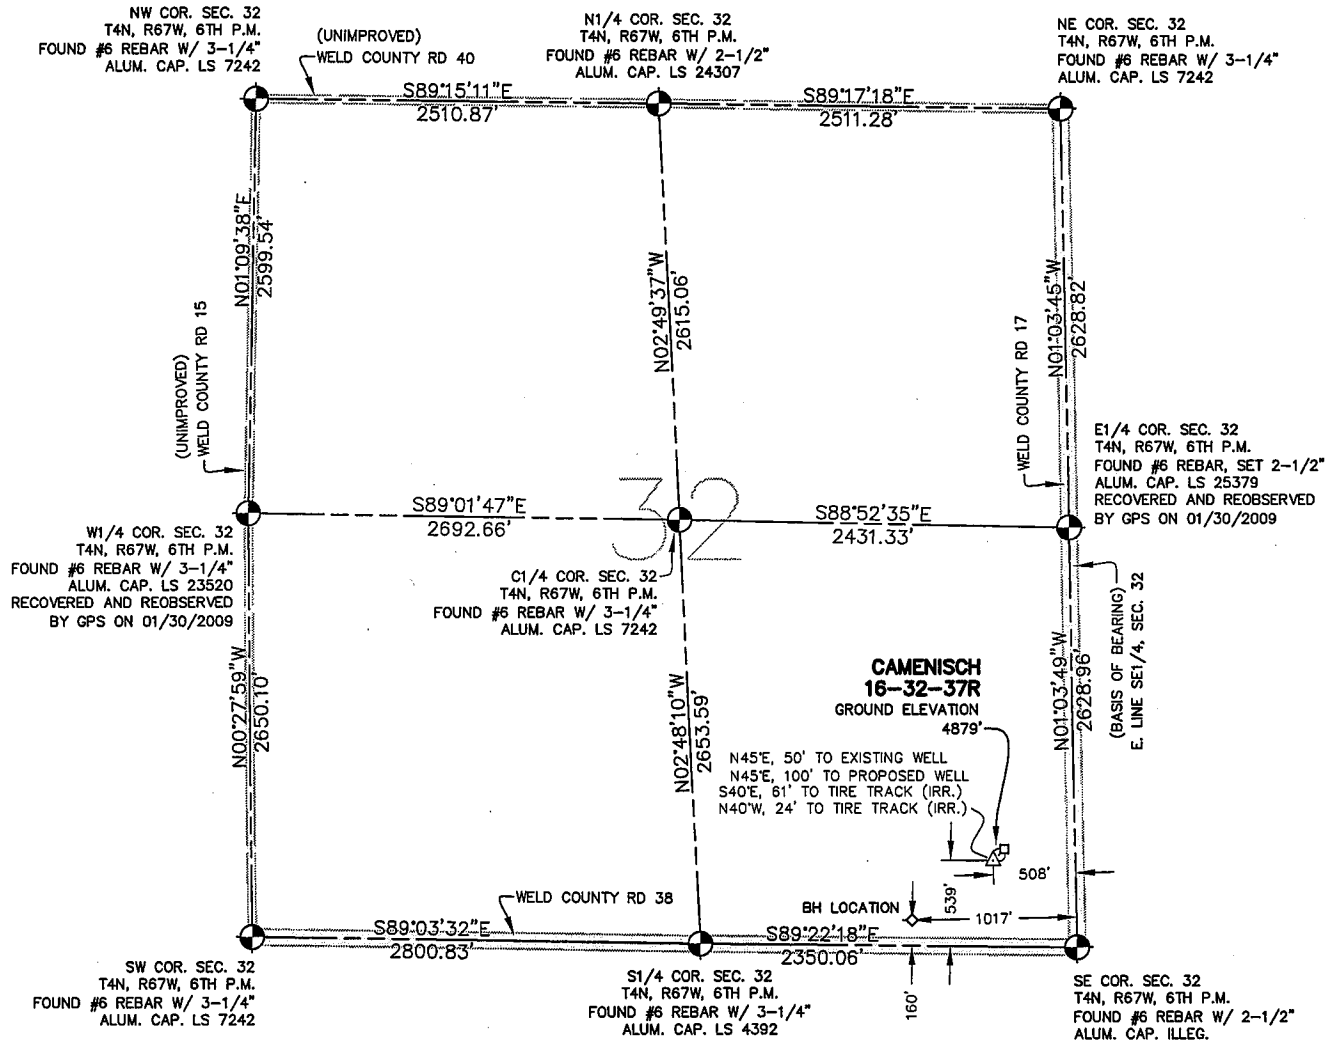 NW COR. SEC. 32
T4N, R67W, 6TH P.M.
FOUND #6 REBAR W/ 3-1/4"
ALUM. CAP. LS 7242
(UNIMPROVED)
WELD COUNTY RD 40
N1/4 COR. SEC. 32
T4N, R67W, 6TH P.M.
FOUND #6 REBAR W/ 2-1/2"
ALUM. CAP. LS 24307
NE COR. SEC. 32
T4N, R67W, 6TH P.M.
FOUND #6 REBAR W/ 3-1/4"
ALUM. CAP. LS 7242
S89°15'11"E
2510.87'
S89°17'18"E
2511.28'
N01°09'38"E
2599.54'
(UNIMPROVED)
WELD COUNTY RD 15
N02°49'37"W
2615.06'
WELD COUNTY RD 17
N01°03'45"W
2628.82'
E1/4 COR. SEC. 32
T4N, R67W, 6TH P.M.
FOUND #6 REBAR, SET 2-1/2"
ALUM. CAP. LS 25379
RECOVERED AND REOBSERVED
BY GPS ON 01/30/2009
32
S89°01'47"E
2692.66'
S88°52'35"E
2431.33'
W1/4 COR. SEC. 32
T4N, R67W, 6TH P.M.
FOUND #6 REBAR W/ 3-1/4"
ALUM. CAP. LS 23520
RECOVERED AND REOBSERVED
BY GPS ON 01/30/2009
C1/4 COR. SEC. 32
T4N, R67W, 6TH P.M.
FOUND #6 REBAR W/ 3-1/4"
ALUM. CAP. LS 7242
N00°27'59"W
2650.10'
N02°48'10"W
2653.59'
N01°03'49"W
2628.96'
(BASIS OF BEARING)
E. LINE SE1/4, SEC. 32
CAMENISCH
16-32-37R
GROUND ELEVATION
4879'
N45°E, 50' TO EXISTING WELL
N45°E, 100' TO PROPOSED WELL
S40°E, 61' TO TIRE TRACK (IRR.)
N40°W, 24' TO TIRE TRACK (IRR.)
508'
539'
BH LOCATION
1017'
160'
WELD COUNTY RD 38
S89°03'32"E
2800.83'
S89°22'18"E
2350.06'
SW COR. SEC. 32
T4N, R67W, 6TH P.M.
FOUND #6 REBAR W/ 3-1/4"
ALUM. CAP. LS 7242
S1/4 COR. SEC. 32
T4N, R67W, 6TH P.M.
FOUND #6 REBAR W/ 3-1/4"
ALUM. CAP. LS 4392
SE COR. SEC. 32
T4N, R67W, 6TH P.M.
FOUND #6 REBAR W/ 2-1/2"
ALUM. CAP. ILLEG.